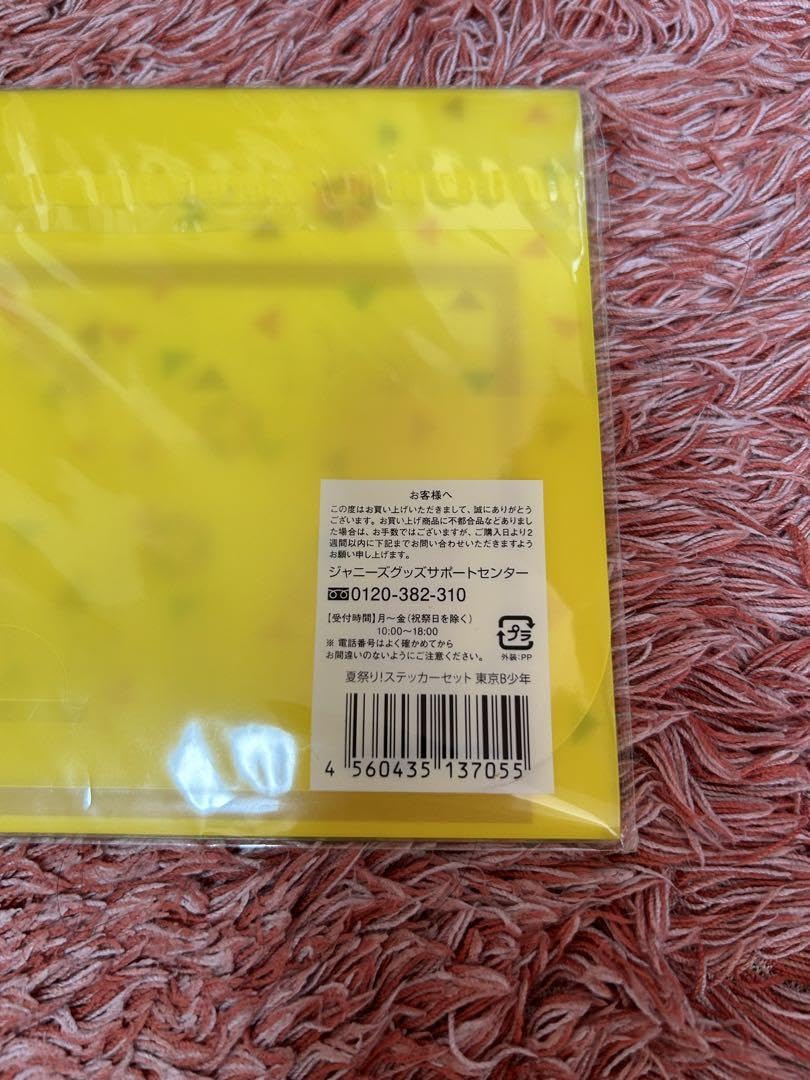 お客様へ
この度はお買い上げいただきまして、誠にありがとう
ございます。お買い上げ商品に不都合品などありまし
た場合は、お手数ではございますが、ご購入日より2
週間以内に下記までお問い合わせいただきますよう
お願い申し上げます。
ジャニーズグッズサポートセンター
0120-382-310
【受付時間】月〜金(祝祭日を除く)
10:00〜18:00
※ 電話番号はよく確かめてから
お間違いのないようにご注意ください。
プラ
外装:PP
夏祭り!ステッカーセット 東京B少年
4 560435 137055